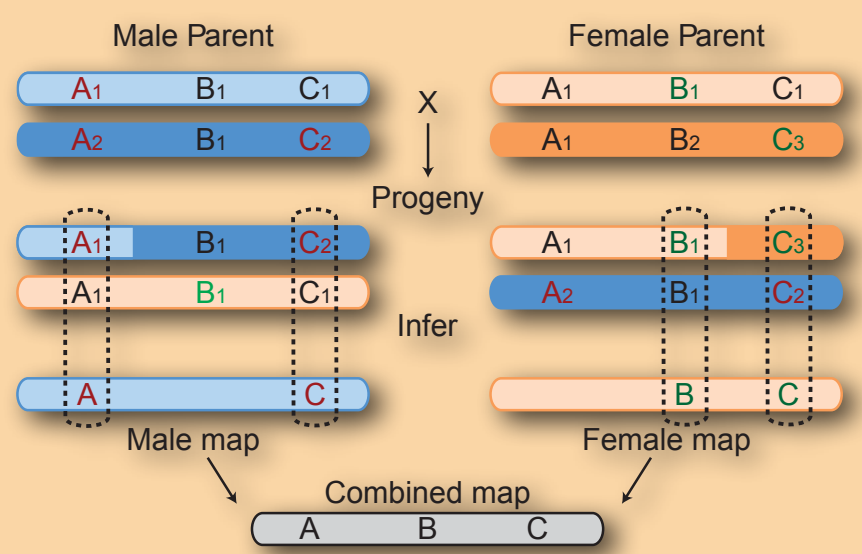 Male Parent
Female Parent
A1 B1 C1
A1 B1 C1
X
A2 B1 C2
A1 B2 C3
Progeny
A1 B1 C2
A1 B1 C3
A1 B1 C1
A2 B1 C2
Infer
A C
B C
Male map
Female map
Combined map
A B C